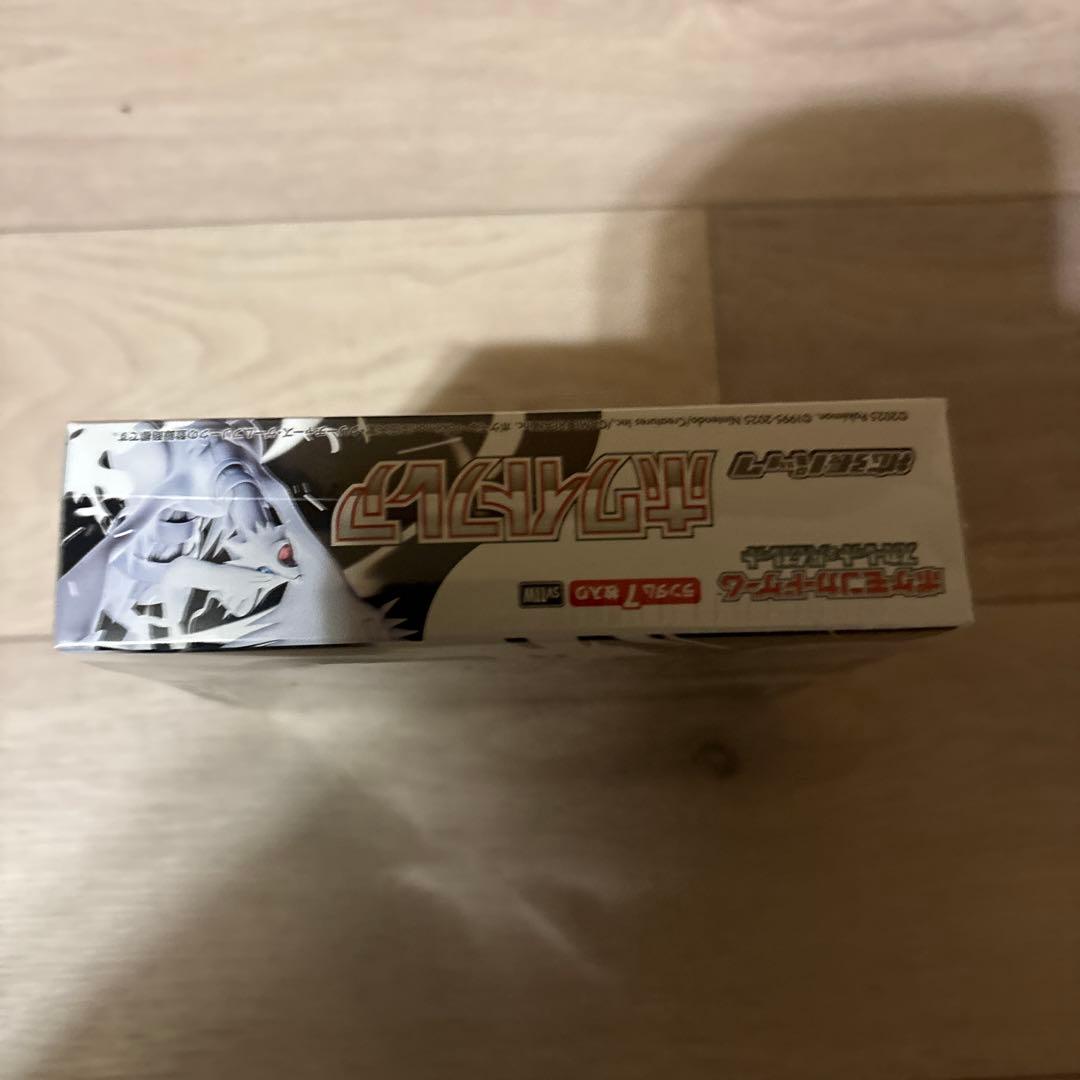 ポケモンカードゲーム
スカーレット&バイオレット
拡張パック
ランダム7枚入り
SV11W
ホワイトフレア
©2025 Pokémon. ©1995-2025 Nintendo/Creatures Inc./GAME FREAK inc.